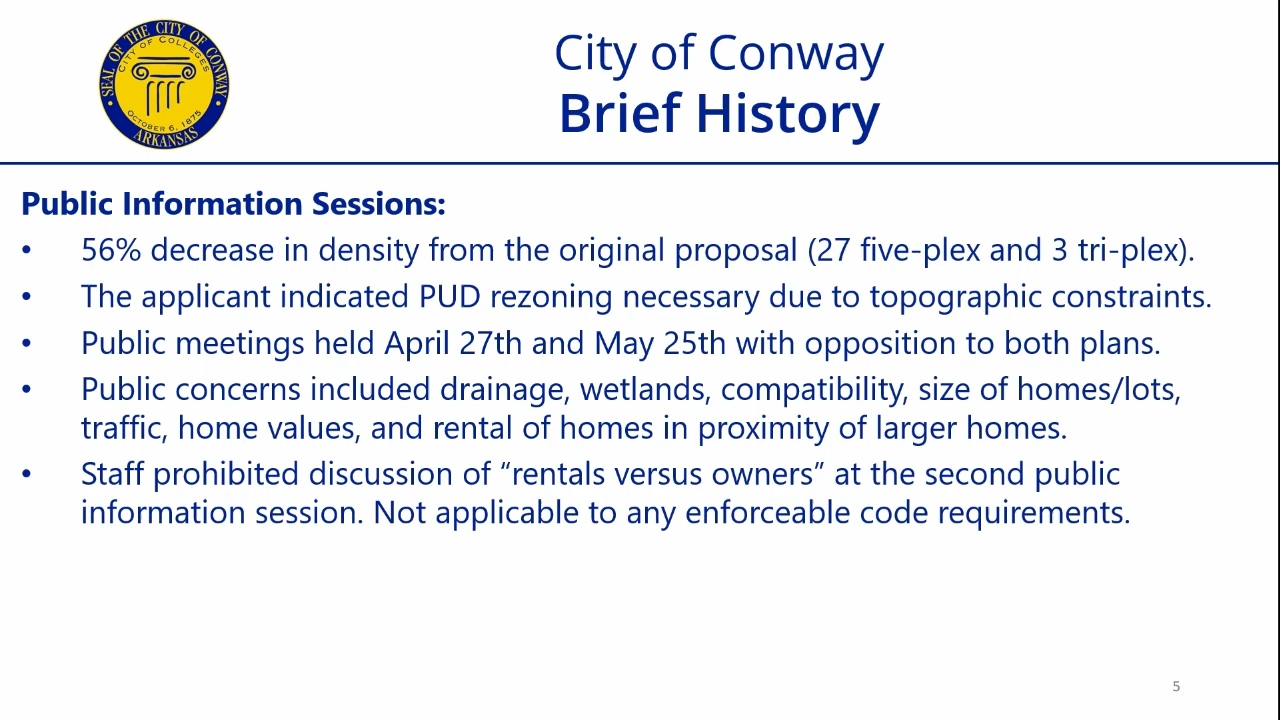 SEAL OF THE CITY OF CONWAY
CITY OF COLLEGES
OCTOBER 6, 1875
ARKANSAS
City of Conway
Brief History
Public Information Sessions:
• 56% decrease in density from the original proposal (27 five-plex and 3 tri-plex).
• The applicant indicated PUD rezoning necessary due to topographic constraints.
• Public meetings held April 27th and May 25th with opposition to both plans.
• Public concerns included drainage, wetlands, compatibility, size of homes/lots,
traffic, home values, and rental of homes in proximity of larger homes.
• Staff prohibited discussion of “rentals versus owners” at the second public
information session. Not applicable to any enforceable code requirements.
5